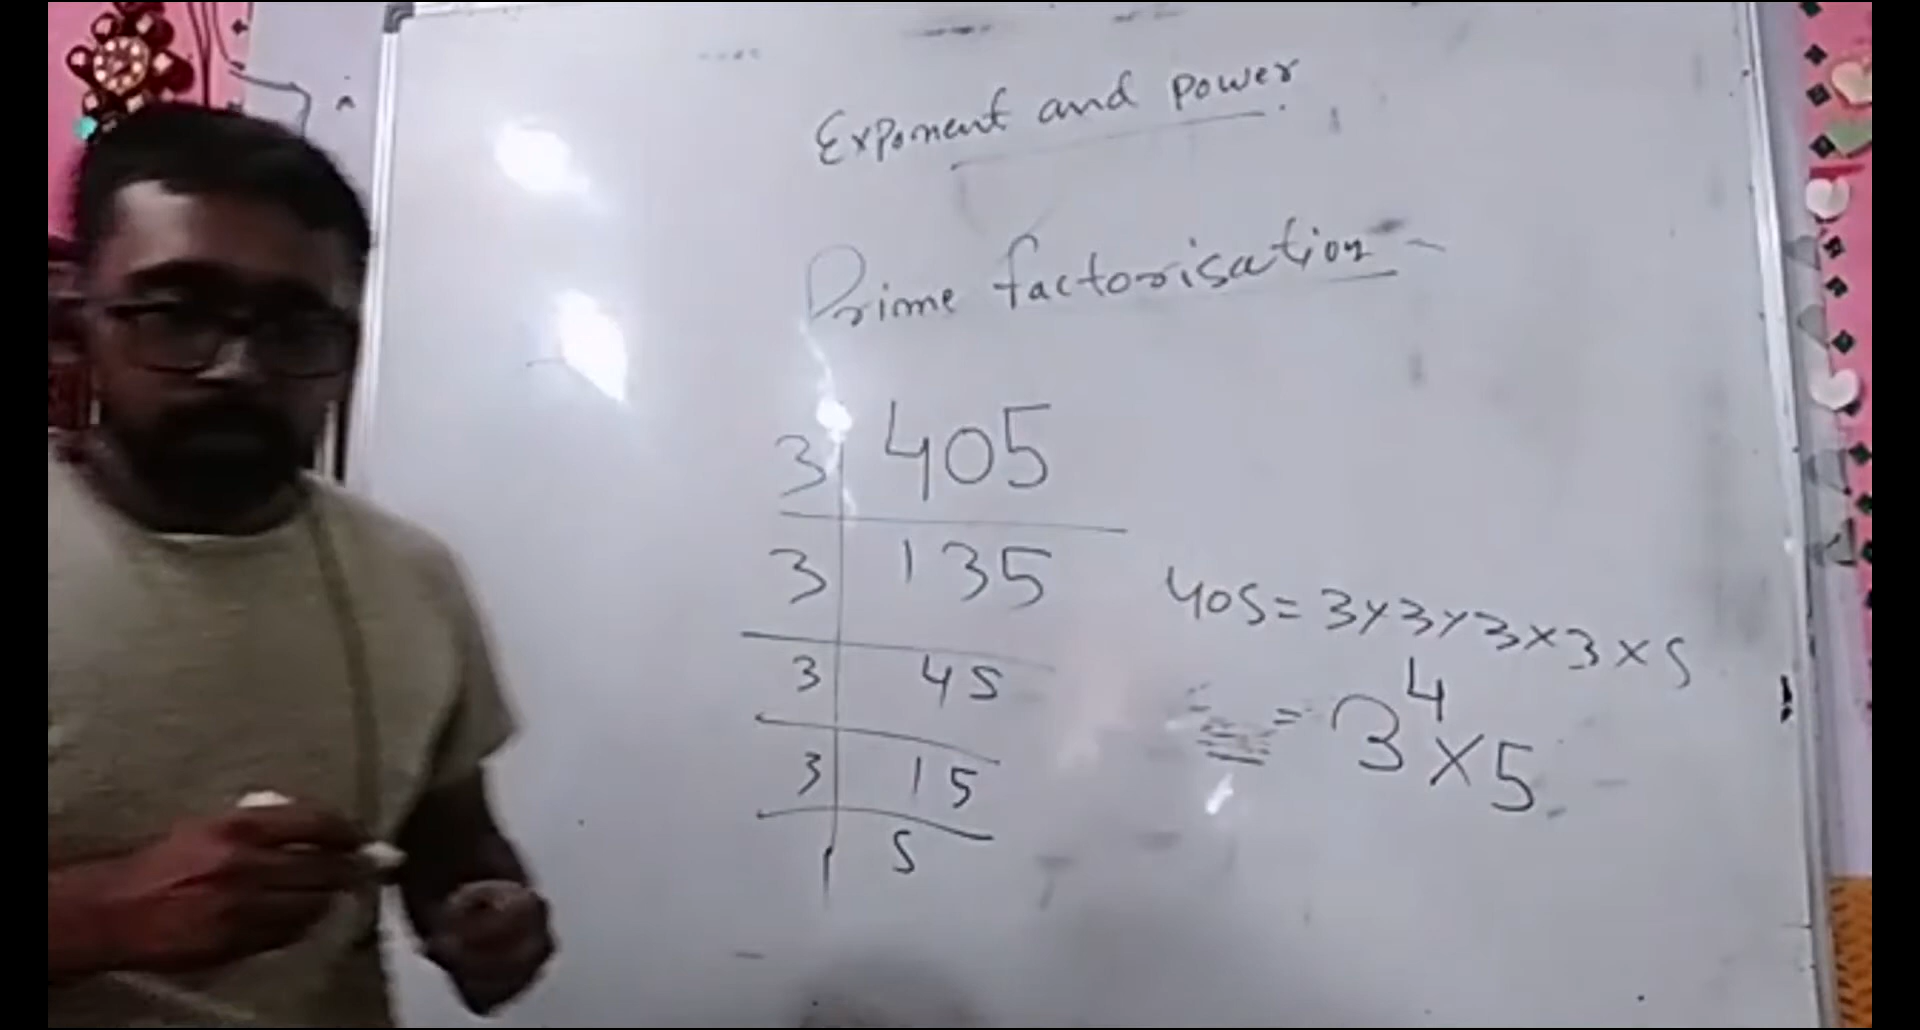 Exponent and power
Prime factorisation
3 405
3 135
3 45
3 15
5
405 = 3 × 3 × 3 × 3 × 5
= 3⁴ × 5